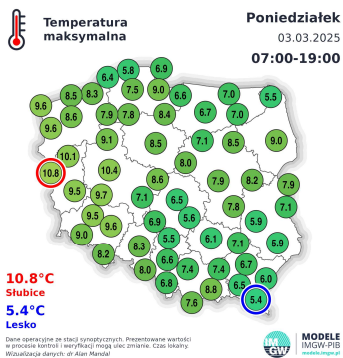 Temperatura
maksymalna
Poniedziałek
03.03.2025
07:00-19:00
6.4 5.8 6.9
8.5 8.3 7.5 9.0 6.6 7.0 5.5
9.6 8.6 7.9 7.8 8.4 6.7 7.0
9.6 9.1 8.5 7.1 8.5 9.0
10.1 8.0
10.8 10.4 8.6 7.9 8.2 7.9
9.5 9.7 7.1 6.5 7.8 7.1
9.5 5.6 5.9
9.0 9.6 5.5 6.1 7.1 6.9
8.2 8.3 6.6
8.0 7.4 7.4 6.7
6.8 6.5 6.0
7.6 8.8 5.4
10.8°C
Słubice
5.4°C
Lesko
Dane operacyjne ze stacji synoptycznych. Prezentowane wartości
w procesie kontroli i weryfikacji mogą ulec zmianie. Czas lokalny.
Wizualizacja danych: dr Alan Mandal
IM
GW
MODELE
IMGW-PIB
modele.imgw.pl